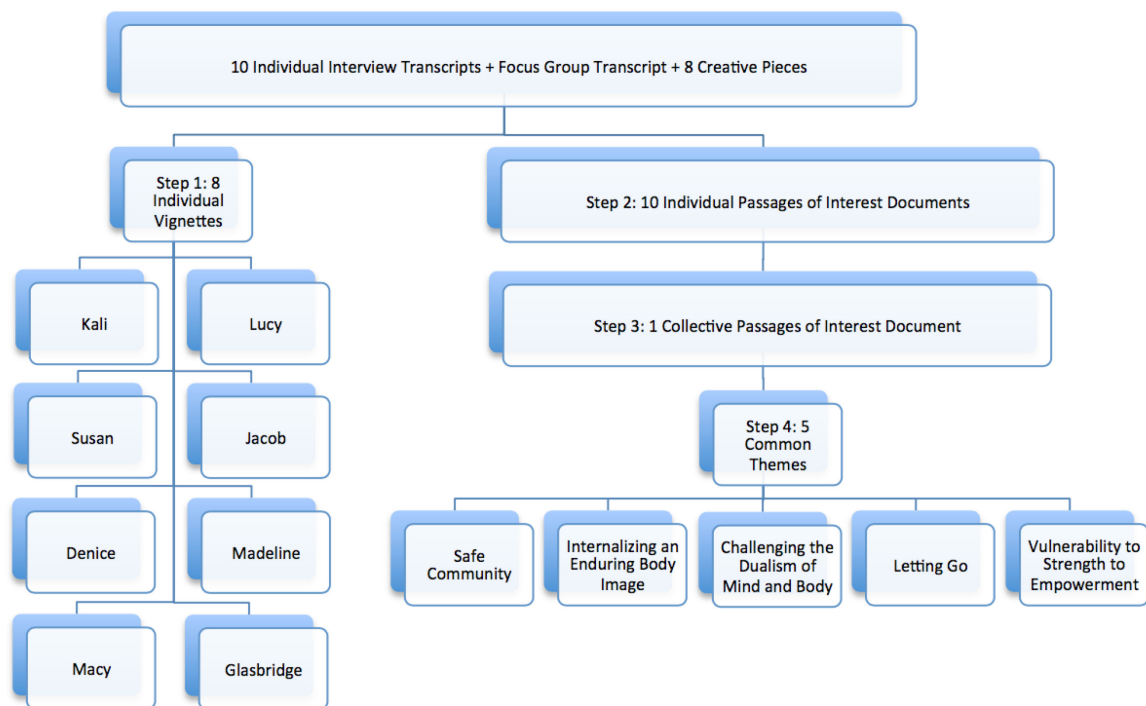 10 Individual Interview Transcripts + Focus Group Transcript + 8 Creative Pieces
Step 1: 8
Individual
Vignettes
Step 2: 10 Individual Passages of Interest Documents
Kali
Lucy
Step 3: 1 Collective Passages of Interest Document
Susan
Jacob
Step 4: 5
Common
Themes
Denice
Madeline
Safe
Community
Internalizing an
Enduring Body
Image
Challenging the
Dualism of
Mind and Body
Letting Go
Vulnerability to
Strength to
Empowerment
Macy
Glasbridge